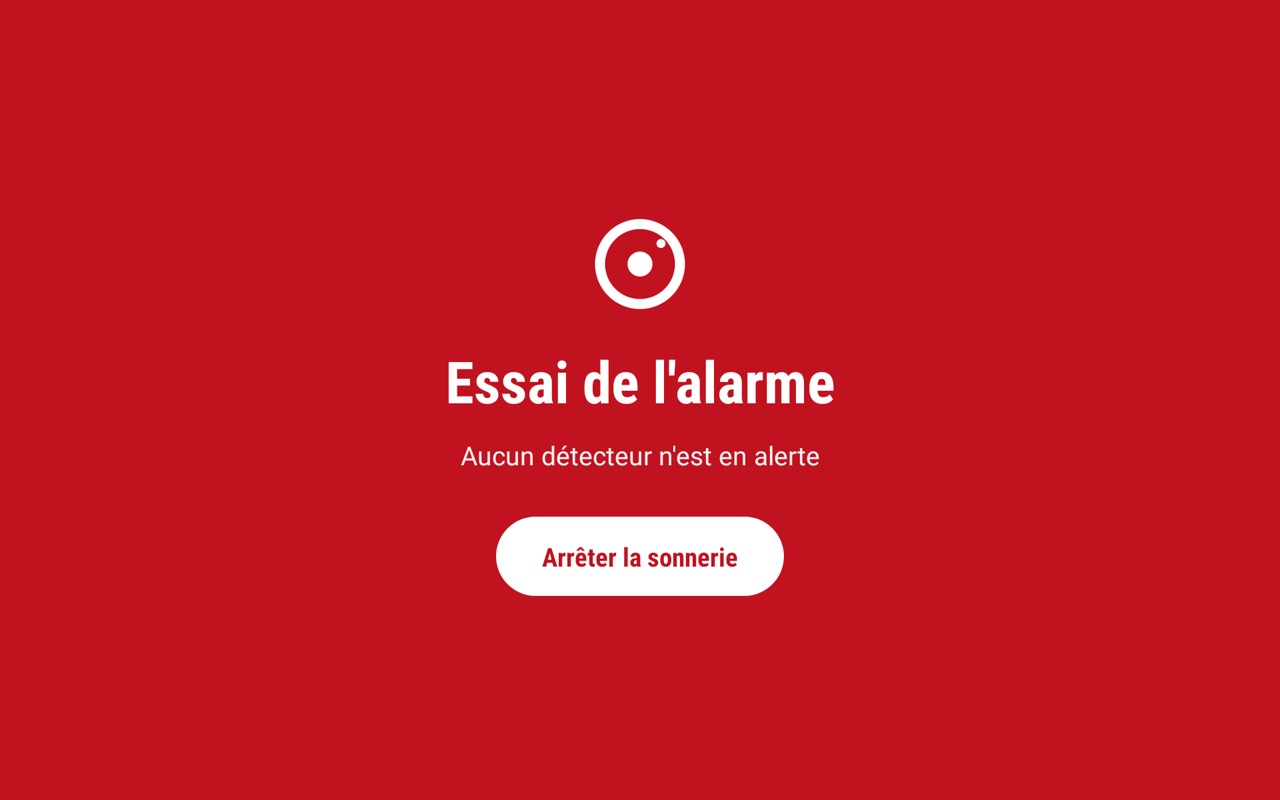 Essai de l'alarme
Aucun détecteur n'est en alerte
Arrêter la sonnerie